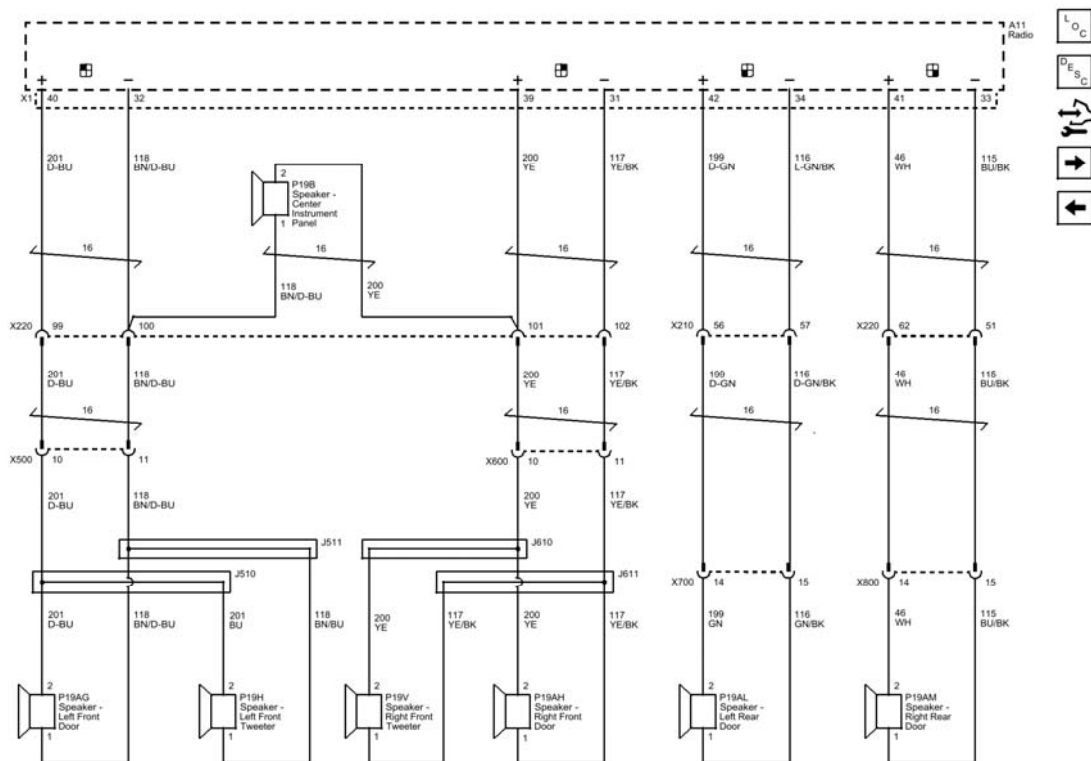 A11
Radio
L O C
D E S C
+ − + − + − + −
X1 40 32 39 31 42 34 41 33
201
D-BU
118
BN/D-BU
200
YE
117
YE/BK
199
D-GN
116
L-GN/BK
46
WH
115
BU/BK
2
P19B
Speaker -
Center
Instrument
Panel
1
16 16 16 16 16
118
BN/D-BU
200
YE
X220 99 100 101 102 X210 56 57 X220 62 51
201
D-BU
118
BN/D-BU
200
YE
117
YE/BK
199
D-GN
116
D-GN/BK
46
WH
115
BU/BK
16 16 16 16
X500 10 11 X600 10 11
201
D-BU
118
BN/D-BU
200
YE
117
YE/BK
J511 J610
J510 J611
X700 14 15 X800 14 15
201
D-BU
118
BN/D-BU
201
BU
118
BN/BU
200
YE
117
YE/BK
200
YE
117
YE/BK
199
GN
116
GN/BK
46
WH
115
BU/BK
2
P19AG
Speaker -
Left Front
Door
1
2
P19H
Speaker -
Left Front
Tweeter
1
2
P19V
Speaker -
Right Front
Tweeter
1
2
P19AH
Speaker -
Right Front
Door
1
2
P19AL
Speaker -
Left Rear
Door
1
2
P19AM
Speaker -
Right Rear
Door
1